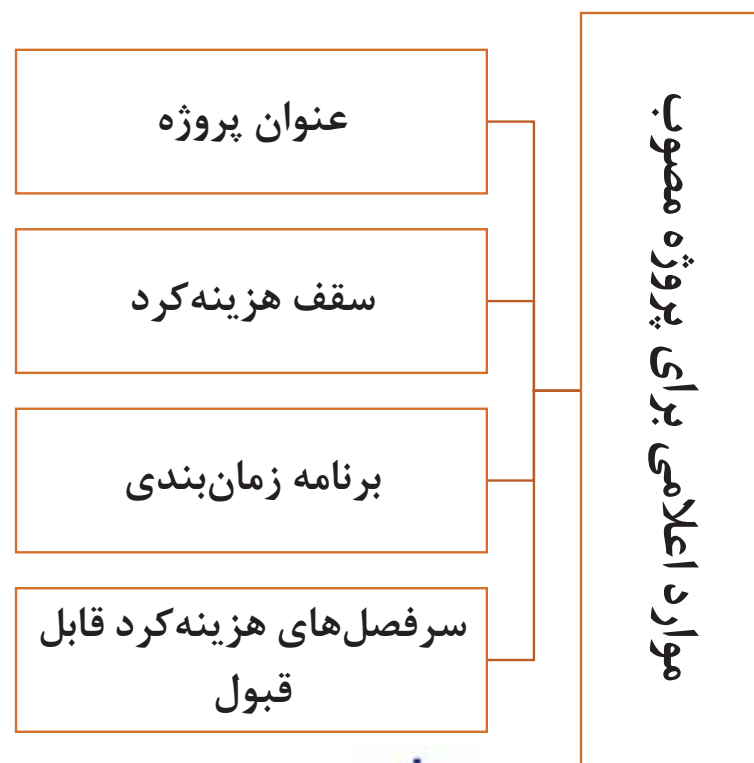 موارد اعلامی برای پروژه مصوب
عنوان پروژه
سقف هزینه‌کرد
برنامه زمان‌بندی
سرفصل‌های هزینه‌کرد قابل
قبول